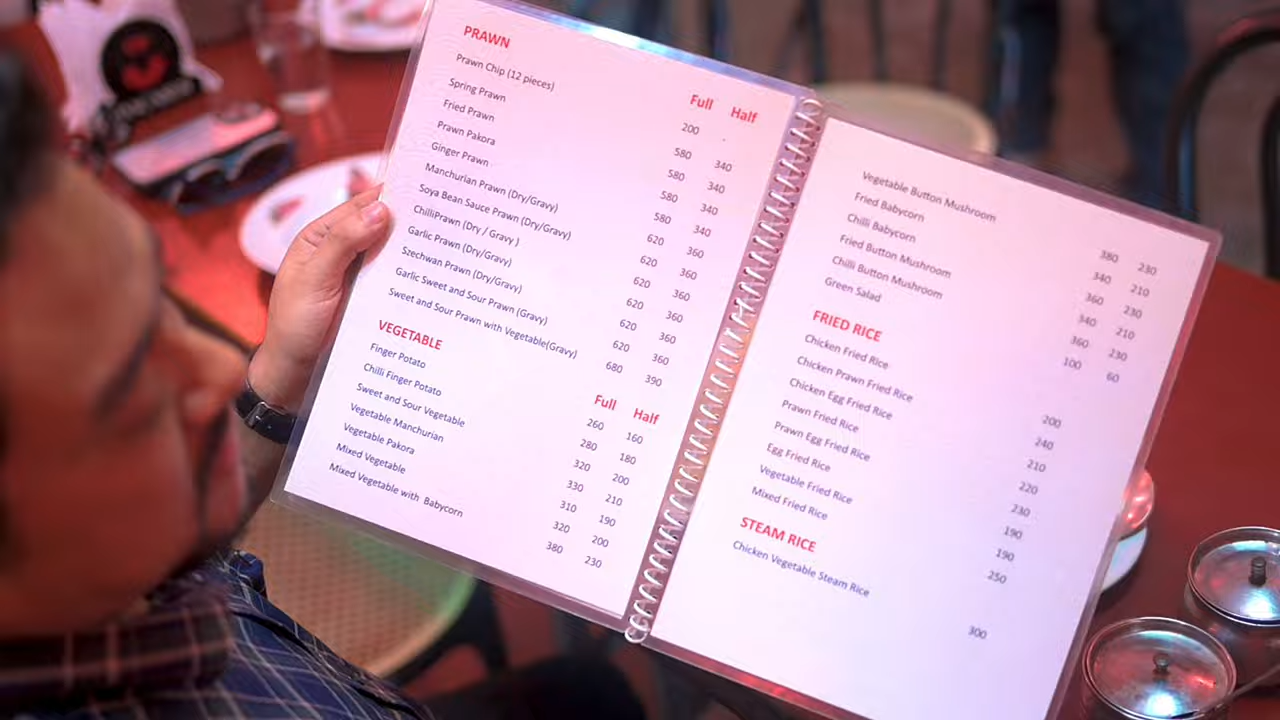 PRAWN
Full Half
Prawn Chip (12 pieces) 200 .
Spring Prawn 580 340
Fried Prawn 580 340
Prawn Pakora 580 340
Ginger Prawn 580 340
Manchurian Prawn (Dry/Gravy) 620 360
Soya Bean Sauce Prawn (Dry/Gravy) 620 360
ChilliPrawn (Dry / Gravy ) 620 360
Garlic Prawn (Dry/Gravy) 620 360
Szechwan Prawn (Dry/Gravy) 620 360
Garlic Sweet and Sour Prawn (Gravy) 620 360
Sweet and Sour Prawn with Vegetable(Gravy) 680 390
VEGETABLE
Full Half
Finger Potato 260 160
Chilli Finger Potato 280 180
Sweet and Sour Vegetable 320 200
Vegetable Manchurian 330 210
Vegetable Pakora 310 190
Mixed Vegetable 320 200
Mixed Vegetable with Babycorn 380 230
Vegetable Button Mushroom 380 230
Fried Babycorn 340 210
Chilli Babycorn 360 230
Fried Button Mushroom 340 210
Chilli Button Mushroom 360 230
Green Salad 100 60
FRIED RICE
Chicken Fried Rice 200
Chicken Prawn Fried Rice 240
Chicken Egg Fried Rice 210
Prawn Fried Rice 220
Prawn Egg Fried Rice 230
Egg Fried Rice 190
Vegetable Fried Rice 190
Mixed Fried Rice 250
STEAM RICE
Chicken Vegetable Steam Rice 300